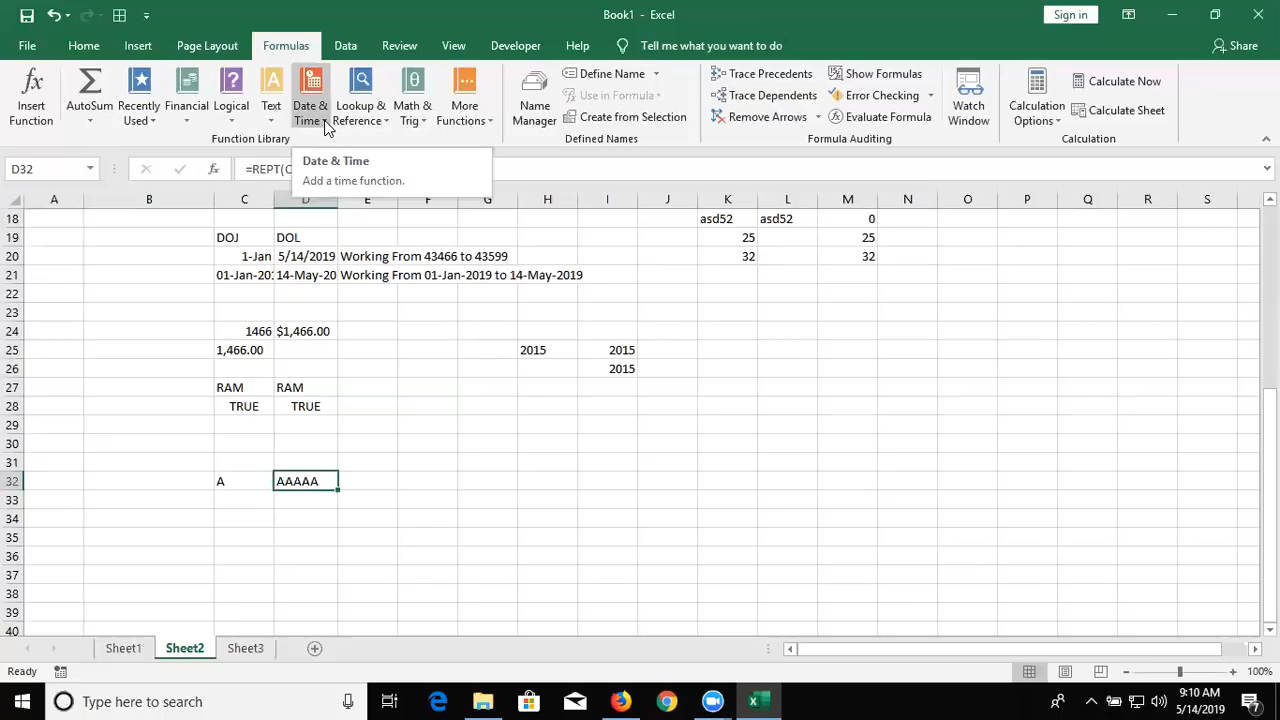 Book1 - Excel
Sign in
File Home Insert Page Layout Formulas Data Review View Developer Help Tell me what you want to do Share
Insert Function
AutoSum
Recently Used
Financial
Logical
Text
Date & Time
Lookup & Reference
Math & Trig
More Functions
Function Library
Name Manager
Define Name
Use in Formula
Create from Selection
Defined Names
Trace Precedents
Trace Dependents
Remove Arrows
Show Formulas
Error Checking
Evaluate Formula
Formula Auditing
Watch Window
Calculation Options
Calculate Now
Calculate Sheet
Calculation
D32 fx =REPT(C
Date & Time
Add a time function.
A B C D E F G H I J K L M N O P Q R S
18 asd52 asd52 0
19 DOJ DOL 25 25
20 1-Jan 5/14/2019 Working From 43466 to 43599 32 32
21 01-Jan-201 14-May-20 Working From 01-Jan-2019 to 14-May-2019
22
23
24 1466 $1,466.00
25 1,466.00 2015 2015
26 2015
27 RAM RAM
28 TRUE TRUE
29
30
31
32 A AAAAA
33
34
35
36
37
38
39
40
Sheet1 Sheet2 Sheet3
Ready 100%
Type here to search
9:10 AM
5/14/2019
7